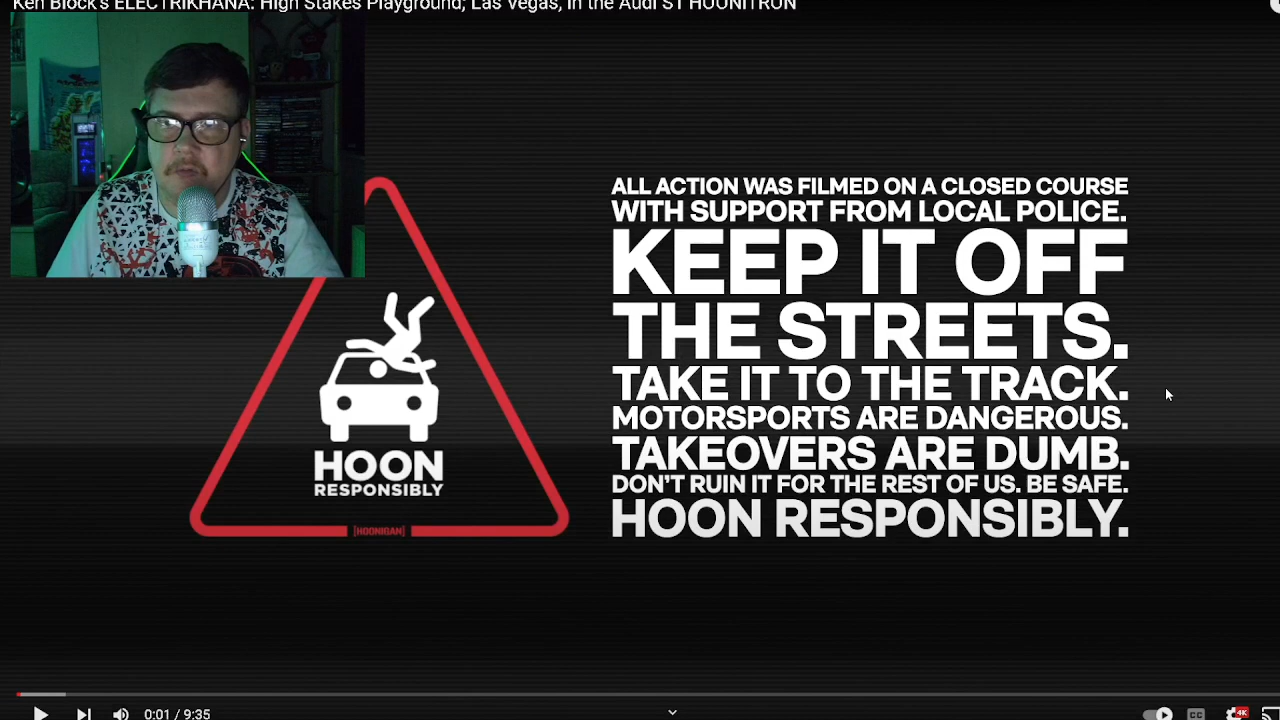 Ken Block's ELECTRIKHANA: High Stakes Playground; Las Vegas, in the Audi S1 HOONITRON
ALL ACTION WAS FILMED ON A CLOSED COURSE
WITH SUPPORT FROM LOCAL POLICE.
KEEP IT OFF
THE STREETS.
TAKE IT TO THE TRACK.
MOTORSPORTS ARE DANGEROUS.
TAKEOVERS ARE DUMB.
DON'T RUIN IT FOR THE REST OF US. BE SAFE.
HOON RESPONSIBLY.
HOON
RESPONSIBLY
[HOONIGAN]
0:01 / 9:35
CC
4K